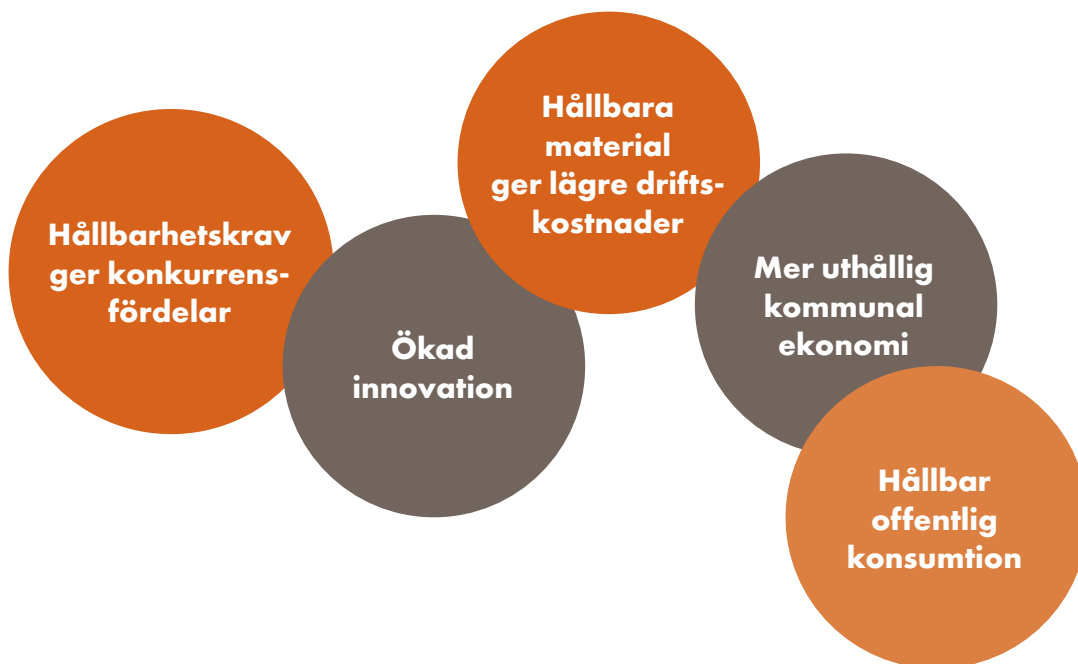 Hållbarhetskrav
ger konkurrens-
fördelar
Ökad
innovation
Hållbara
material
ger lägre drifts-
kostnader
Mer uthållig
kommunal
ekonomi
Hållbar
offentlig
konsumtion